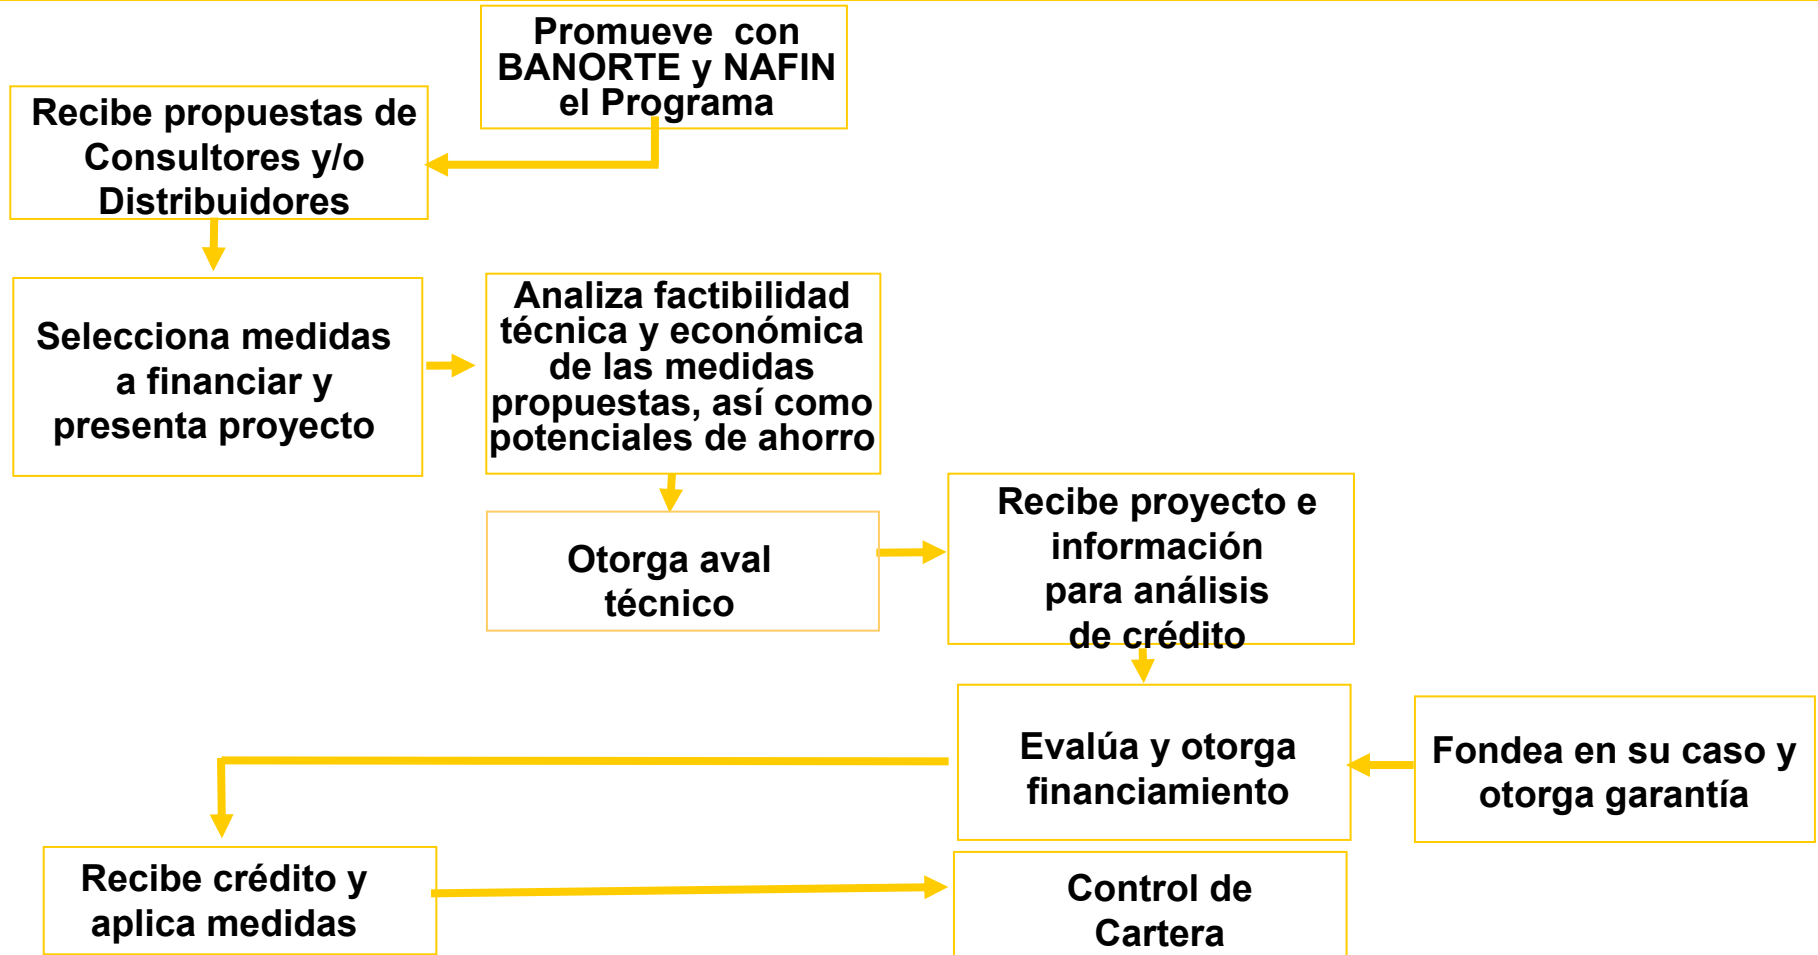 Promueve con
BANORTE y NAFIN
el Programa
Recibe propuestas de
Consultores y/o
Distribuidores
Selecciona medidas
a financiar y
presenta proyecto
Analiza factibilidad
técnica y económica
de las medidas
propuestas, así como
potenciales de ahorro
Otorga aval
técnico
Recibe proyecto e
información
para análisis
de crédito
Evalúa y otorga
financiamiento
Fondea en su caso y
otorga garantía
Recibe crédito y
aplica medidas
Control de
Cartera